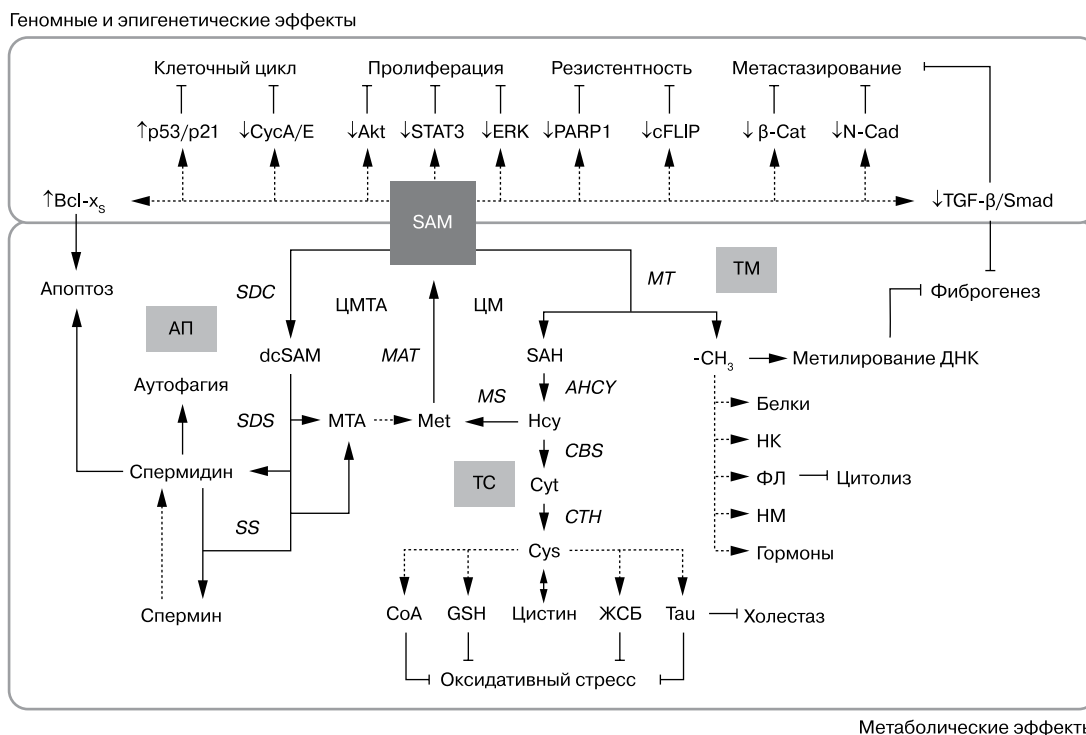 Геномные и эпигенетические эффекты
Клеточный цикл Пролиферация Резистентность Метастазирование
↑p53/p21 ↓CycA/E ↓Akt ↓STAT3 ↓ERK ↓PARP1 ↓cFLIP ↓β-Cat ↓N-Cad
↑Bcl-xS SAM ↓TGF-β/Smad
SDC MT ТМ
Апоптоз ЦМТА ЦМ Фиброгенез
АП
dcSAM MAT SAH -CH3 Метилирование ДНК
Аутофагия AHCY
MS Белки
SDS МТА Met Hcy
CBS НК
Спермидин ТС Cyt ФЛ Цитолиз
SS CTH НМ
Cys Гормоны
Спермин CoA GSH Цистин ЖСБ Tau Холестаз
Оксидативный стресс
Метаболические эффекты